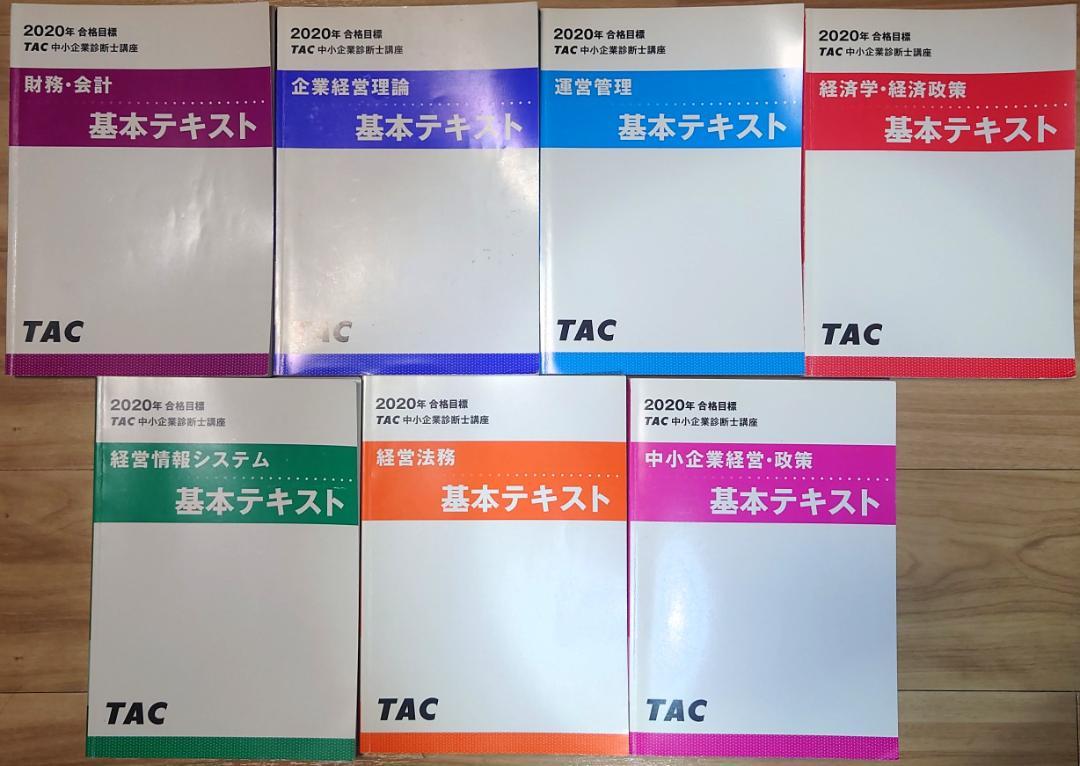 2020年 合格目標
TAC 中小企業診断士講座
財務・会計
基本テキスト
TAC
2020年 合格目標
TAC 中小企業診断士講座
企業経営理論
基本テキスト
TAC
2020年 合格目標
TAC 中小企業診断士講座
運営管理
基本テキスト
TAC
2020年 合格目標
TAC 中小企業診断士講座
経済学・経済政策
基本テキスト
TAC
2020年 合格目標
TAC 中小企業診断士講座
経営情報システム
基本テキスト
TAC
2020年 合格目標
TAC 中小企業診断士講座
経営法務
基本テキスト
TAC
2020年 合格目標
TAC 中小企業診断士講座
中小企業経営・政策
基本テキスト
TAC